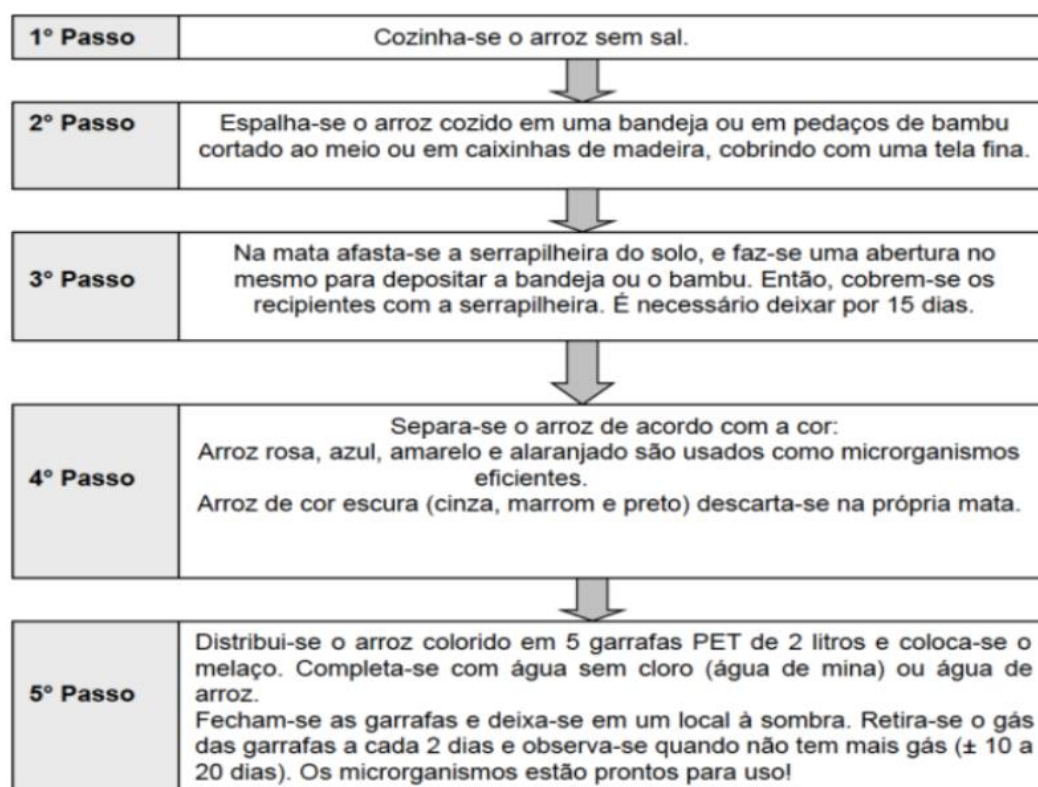 1° Passo
Cozinha-se o arroz sem sal.
2° Passo
Espalha-se o arroz cozido em uma bandeja ou em pedaços de bambu
cortado ao meio ou em caixinhas de madeira, cobrindo com uma tela fina.
3° Passo
Na mata afasta-se a serrapilheira do solo, e faz-se uma abertura no
mesmo para depositar a bandeja ou o bambu. Então, cobrem-se os
recipientes com a serrapilheira. É necessário deixar por 15 dias.
4° Passo
Separa-se o arroz de acordo com a cor:
Arroz rosa, azul, amarelo e alaranjado são usados como microrganismos
eficientes.
Arroz de cor escura (cinza, marrom e preto) descarta-se na própria mata.
5° Passo
Distribui-se o arroz colorido em 5 garrafas PET de 2 litros e coloca-se o
melaço. Completa-se com água sem cloro (água de mina) ou água de
arroz.
Fecham-se as garrafas e deixa-se em um local à sombra. Retira-se o gás
das garrafas a cada 2 dias e observa-se quando não tem mais gás (± 10 a
20 dias). Os microrganismos estão prontos para uso!